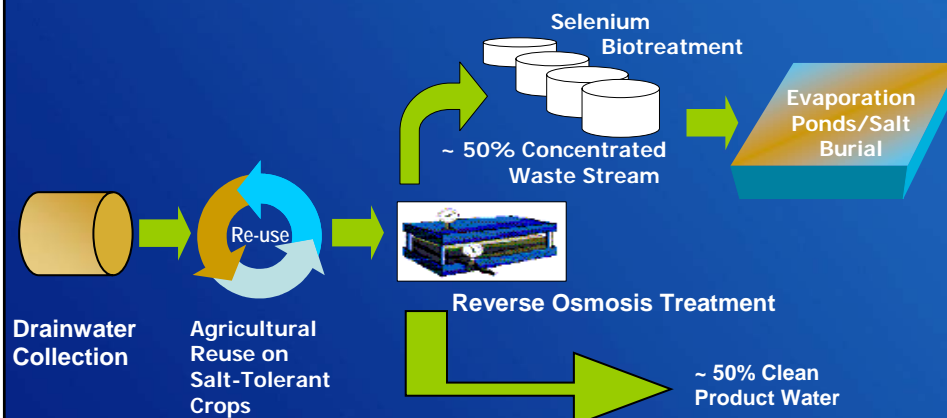 Drainwater
Collection
Re-use
Agricultural
Reuse on
Salt-Tolerant
Crops
Reverse Osmosis Treatment
~ 50% Concentrated
Waste Stream
Selenium
Biotreatment
Evaporation
Ponds/Salt
Burial
~ 50% Clean
Product Water